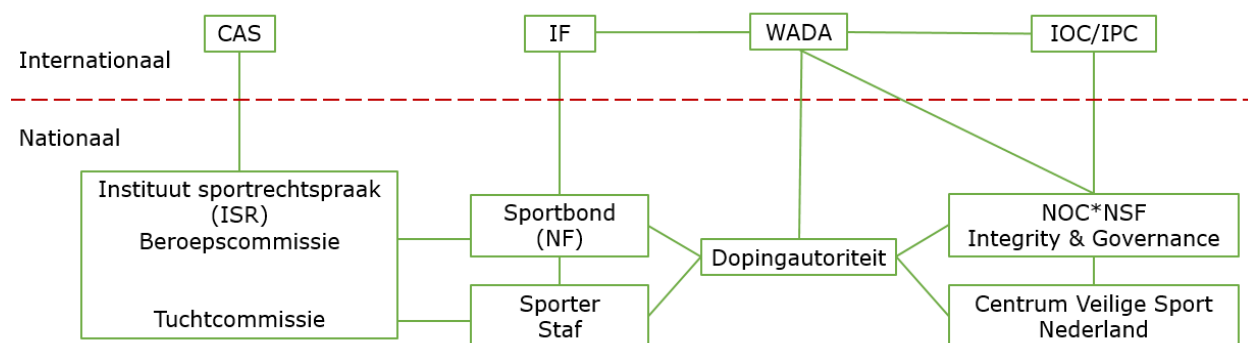 CAS
IF
WADA
IOC/IPC
Internationaal
Nationaal
Instituut sportrechtspraak
(ISR)
Beroepscommissie
Tuchtcommissie
Sportbond
(NF)
Sporter
Staf
Dopingautoriteit
NOC*NSF
Integrity & Governance
Centrum Veilige Sport
Nederland